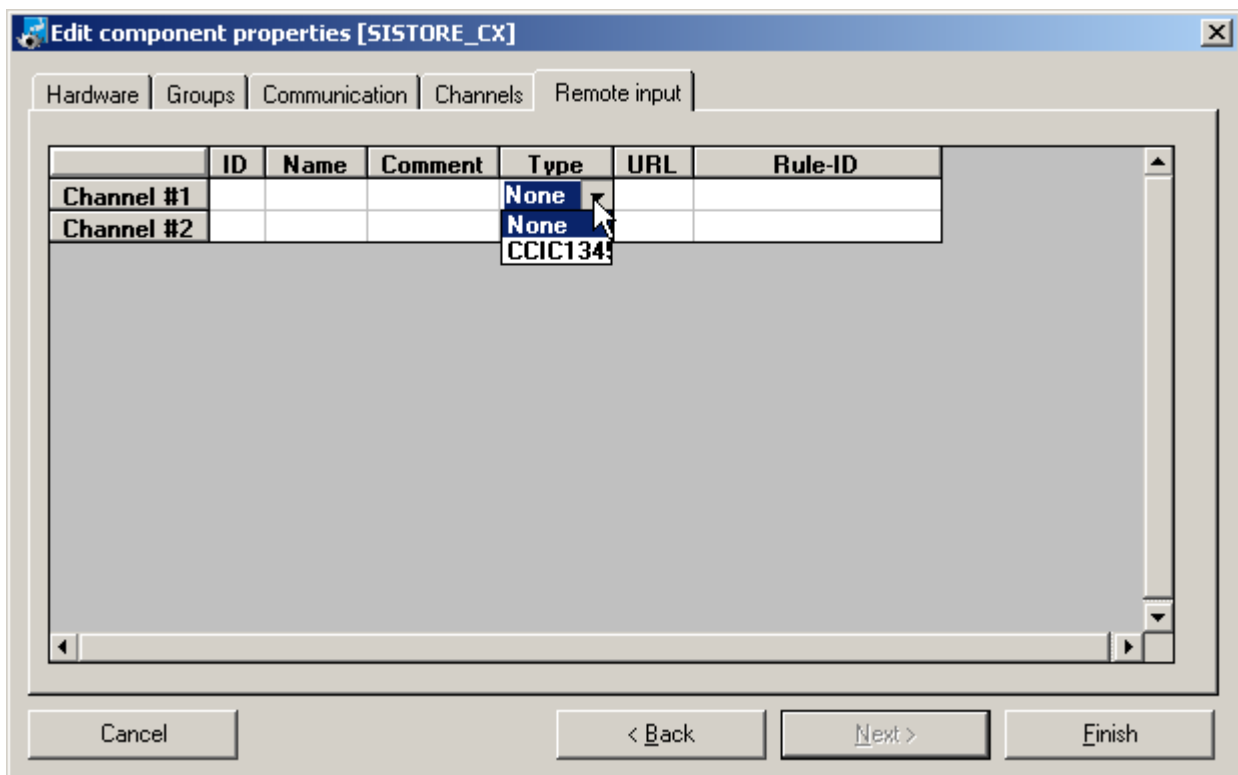 Edit component properties [SISTORE_CX]
Hardware Groups Communication Channels Remote input
ID Name Comment Type URL Rule-ID
Channel #1 None
Channel #2 None
CCIC134
Cancel < Back Next > Finish